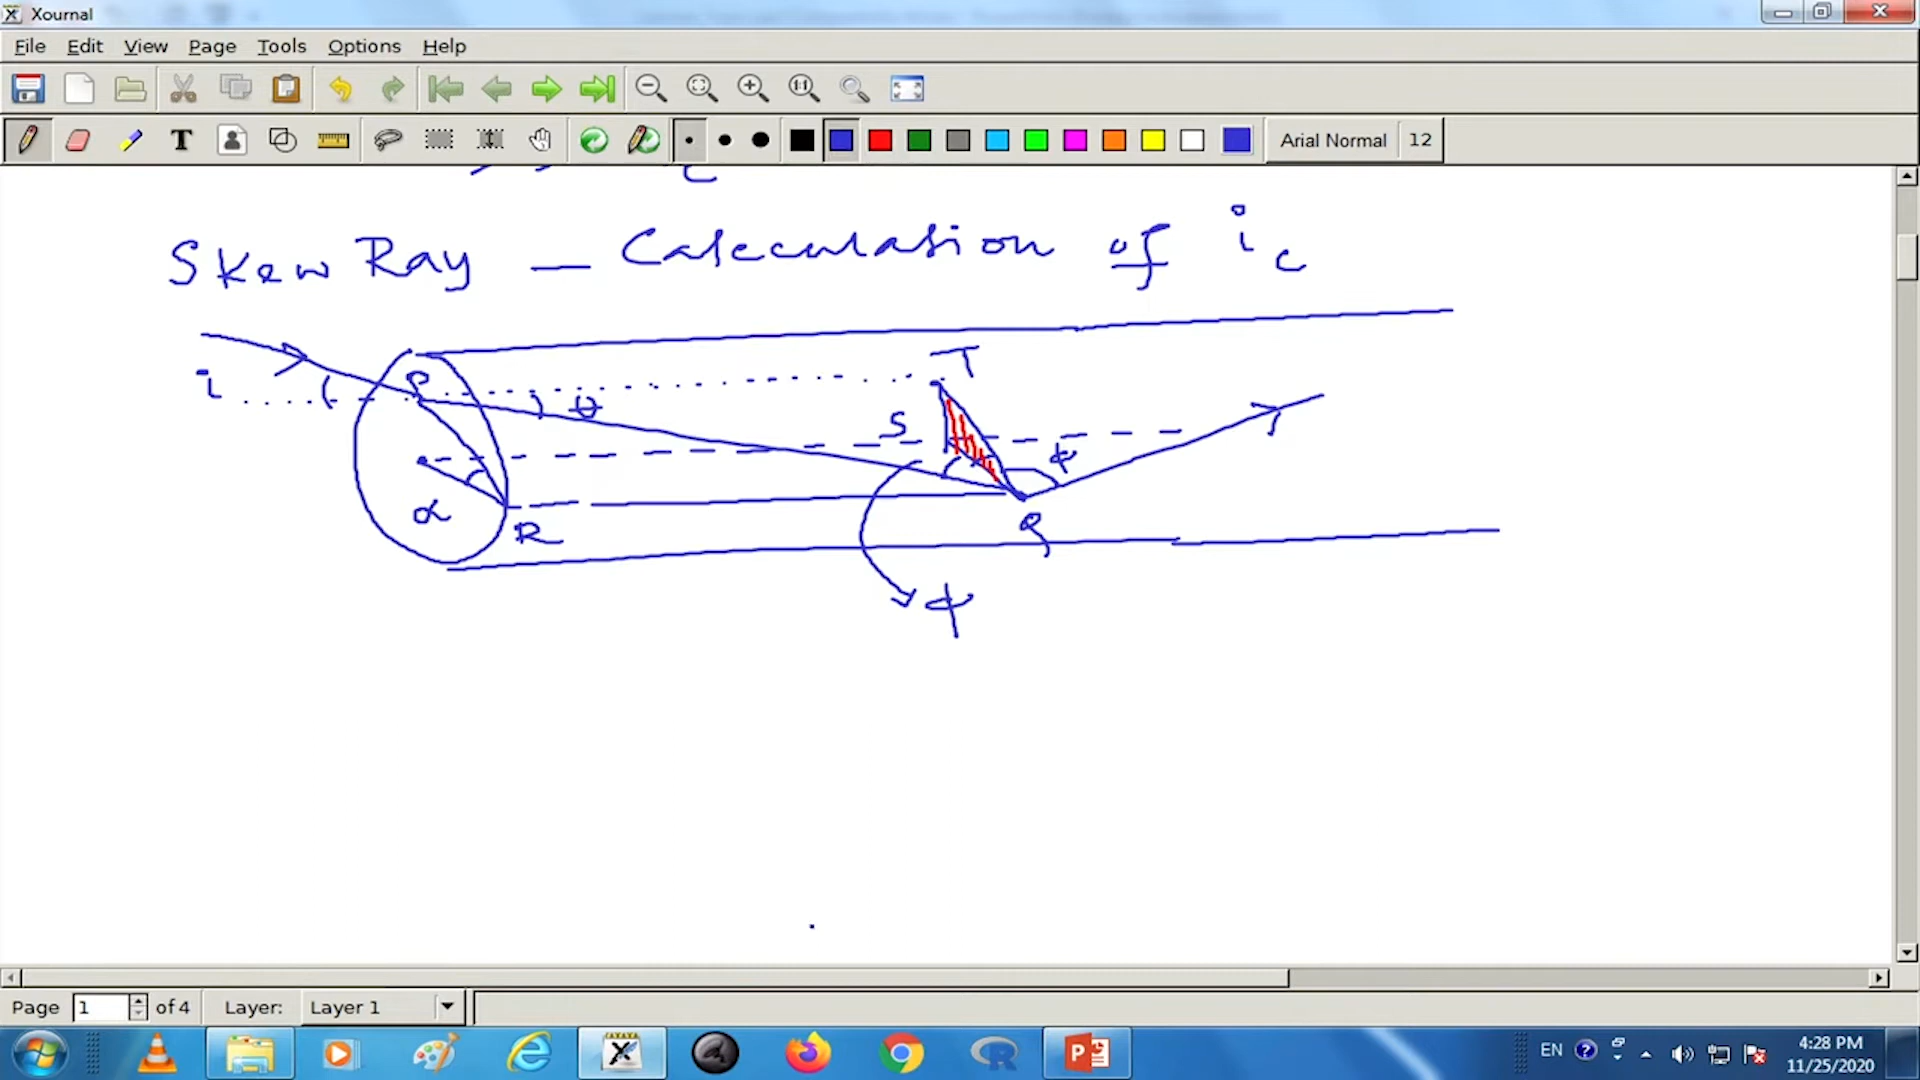 Xournal
File Edit View Page Tools Options Help
Arial Normal 12
Skew Ray — Calculation of i c
T
i P θ S ψ
α R Q
ϕ
Page 1 of 4 Layer: Layer 1
EN 4:28 PM
11/25/2020